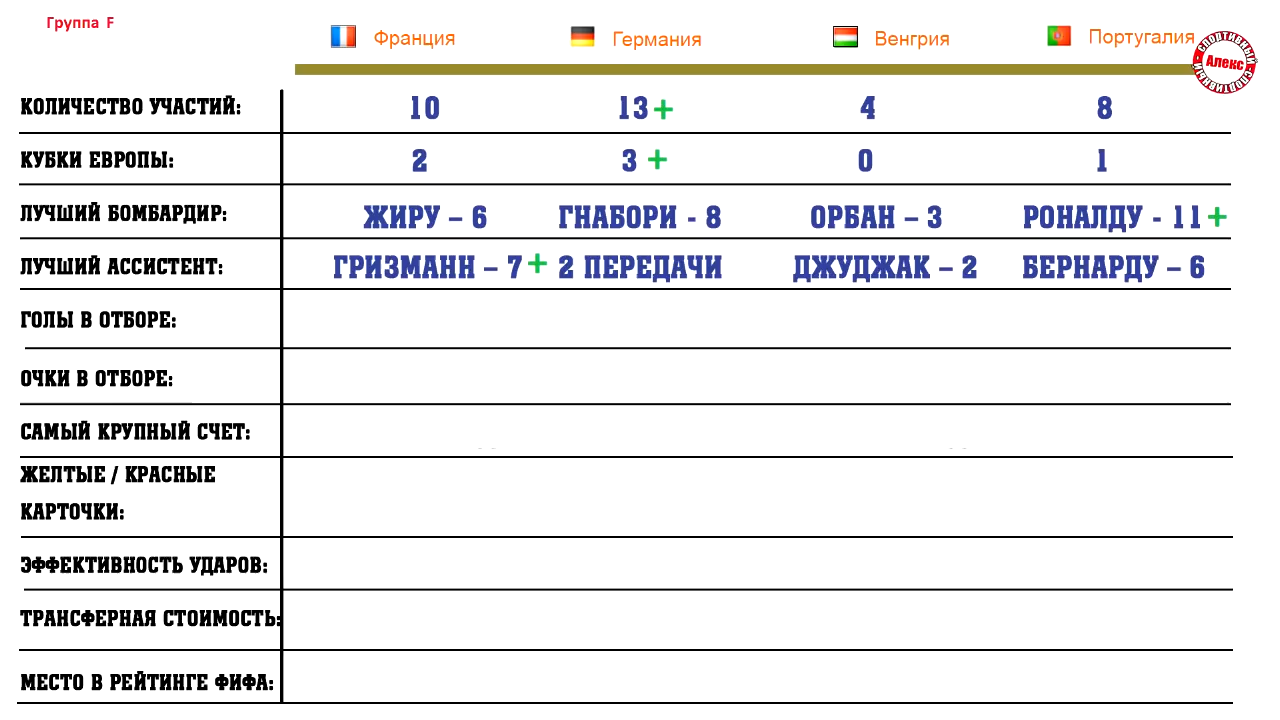 Группа F
Франция Германия Венгрия Португалия
СПОРТИВНЫЙ Алекс СПОРТИВНЫЙ
КОЛИЧЕСТВО УЧАСТИЙ: 10 13 + 4 8
КУБКИ ЕВРОПЫ: 2 3 + 0 1
ЛУЧШИЙ БОМБАРДИР: ЖИРУ – 6 ГНАБОРИ - 8 ОРБАН – 3 РОНАЛДУ - 11 +
ЛУЧШИЙ АССИСТЕНТ: ГРИЗМАНН – 7 + 2 ПЕРЕДАЧИ ДЖУДЖАК – 2 БЕРНАРДУ – 6
ГОЛЫ В ОТБОРЕ:
ОЧКИ В ОТБОРЕ:
САМЫЙ КРУПНЫЙ СЧЕТ:
ЖЕЛТЫЕ / КРАСНЫЕ
КАРТОЧКИ:
ЭФФЕКТИВНОСТЬ УДАРОВ:
ТРАНСФЕРНАЯ СТОИМОСТЬ:
МЕСТО В РЕЙТИНГЕ ФИФА: